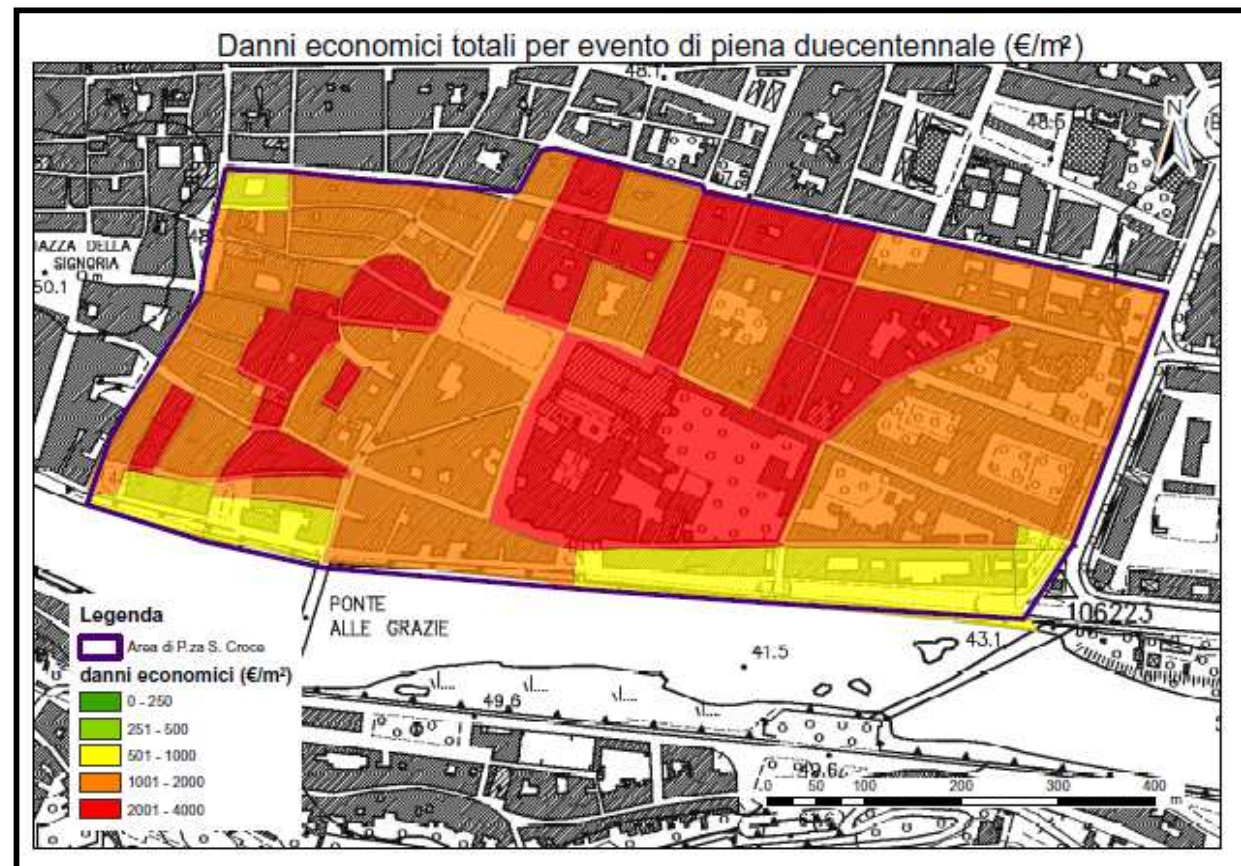 Danni economici totali per evento di piena duecentennale (€/m²)
48.1
48.5
N
IAZZA DELLA
SIGNORIA
50.1
PONTE
ALLE GRAZIE
106223
43.1
41.5
49.6
Legenda
Area di P.za S. Croce
danni economici (€/m²)
0 - 250
251 - 500
501 - 1000
1001 - 2000
2001 - 4000
0 50 100 200 300 400
m